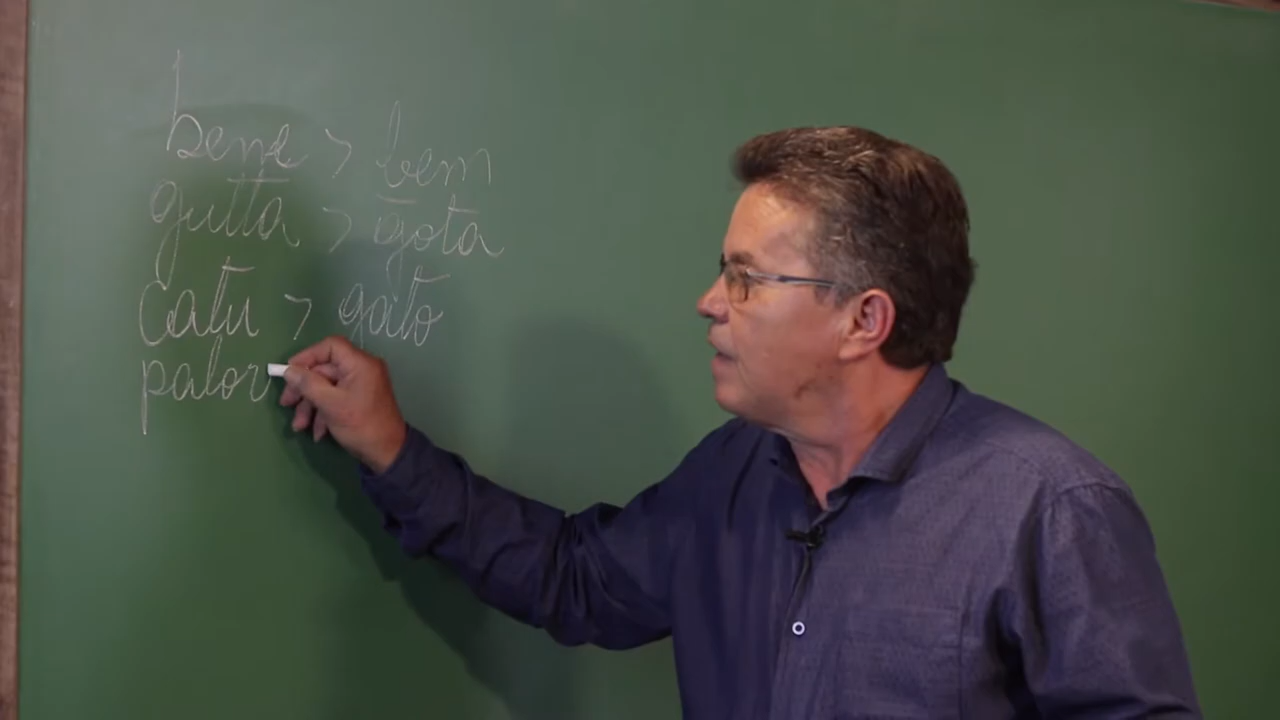 bene > bem
gutta > gota
catu > gato
palor